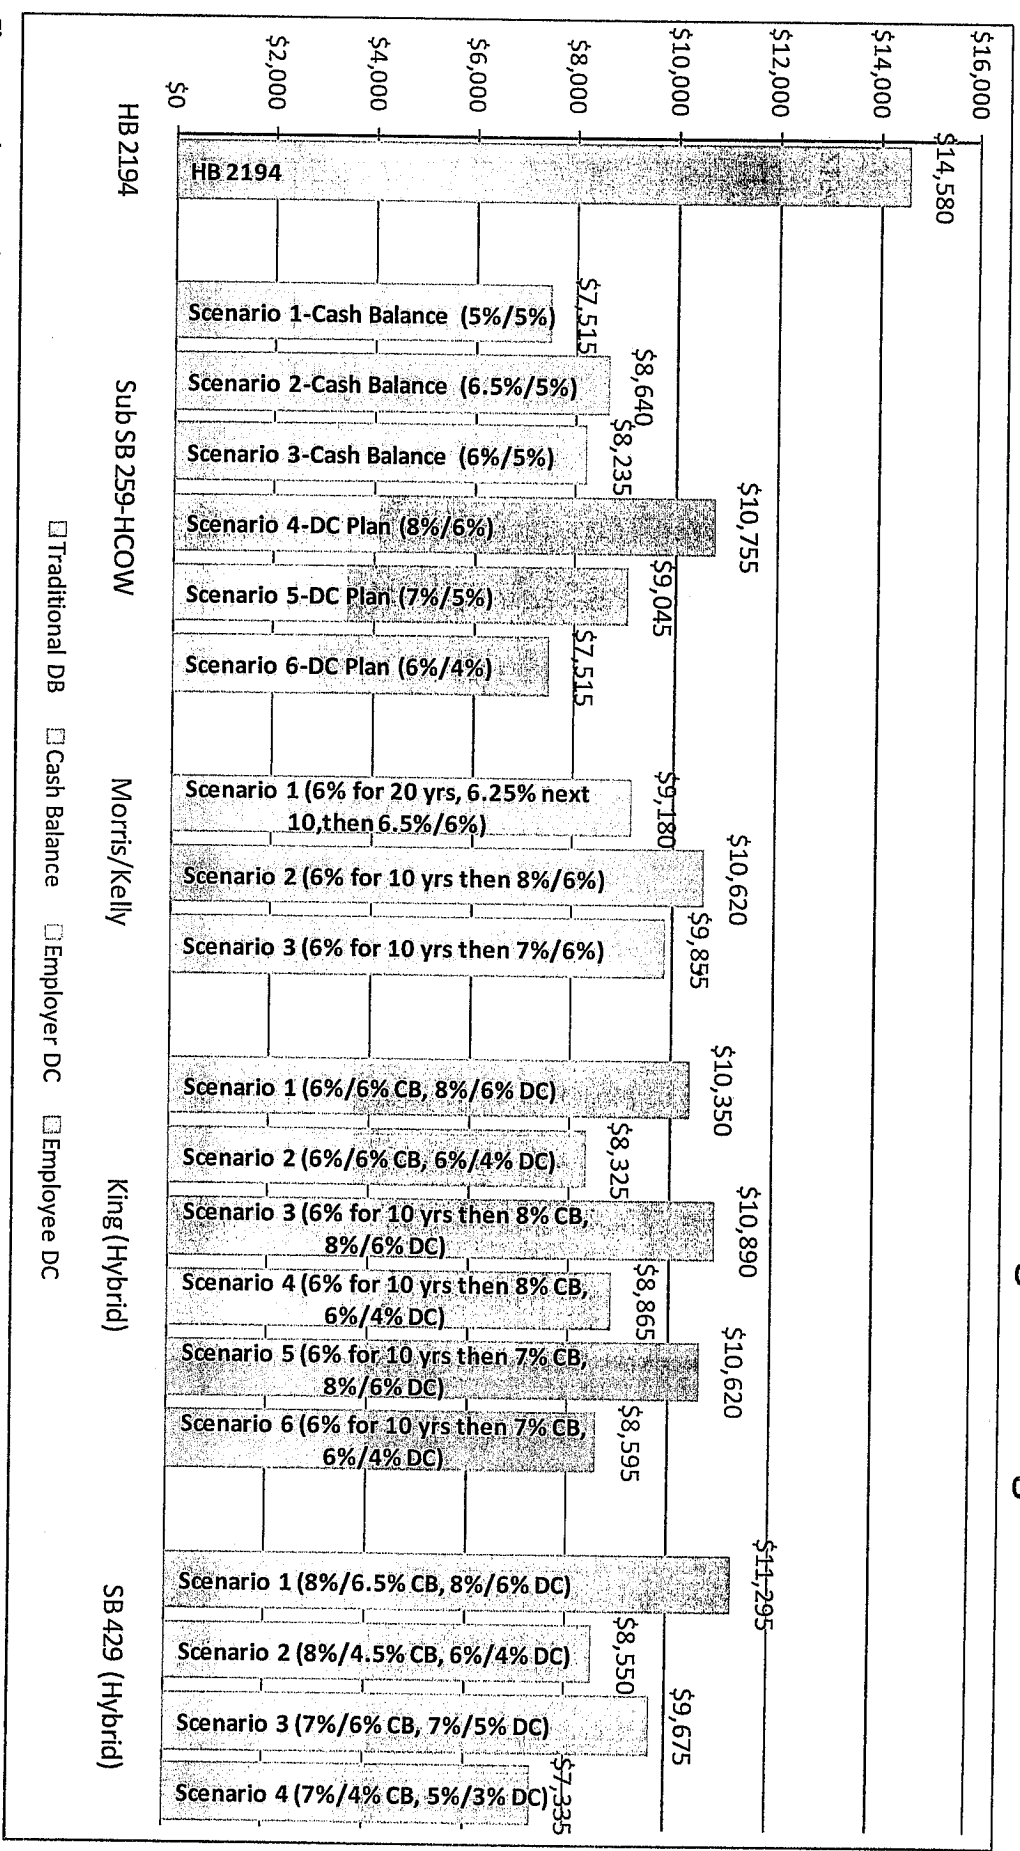 $16,000
$14,000
$12,000
$10,000
$8,000
$6,000
$4,000
$2,000
$0
$14,580
HB 2194
HB 2194
$7,515
Scenario 1-Cash Balance (5%/5%)
$8,640
Scenario 2-Cash Balance (6.5%/5%)
$8,235
Scenario 3-Cash Balance (6%/5%)
$10,755
Scenario 4-DC Plan (8%/6%)
$9,045
Scenario 5-DC Plan (7%/5%)
$7,515
Scenario 6-DC Plan (6%/4%)
Sub SB 259-HCOW
$9,180
Scenario 1 (6% for 20 yrs, 6.25% next
10,then 6.5%/6%)
$10,620
Scenario 2 (6% for 10 yrs then 8%/6%)
$9,855
Scenario 3 (6% for 10 yrs then 7%/6%)
Morris/Kelly
$10,350
Scenario 1 (6%/6% CB, 8%/6% DC)
$8,325
Scenario 2 (6%/6% CB, 6%/4% DC)
$10,890
Scenario 3 (6% for 10 yrs then 8% CB,
8%/6% DC)
$8,865
Scenario 4 (6% for 10 yrs then 8% CB,
6%/4% DC)
$10,620
Scenario 5 (6% for 10 yrs then 7% CB,
8%/6% DC)
$8,595
Scenario 6 (6% for 10 yrs then 7% CB,
6%/4% DC)
King (Hybrid)
$11,295
Scenario 1 (8%/6.5% CB, 8%/6% DC)
$8,550
Scenario 2 (8%/4.5% CB, 6%/4% DC)
$9,675
Scenario 3 (7%/6% CB, 7%/5% DC)
$7,335
Scenario 4 (7%/4% CB, 5%/3% DC)
SB 429 (Hybrid)
Traditional DB Cash Balance Employer DC Employee DC